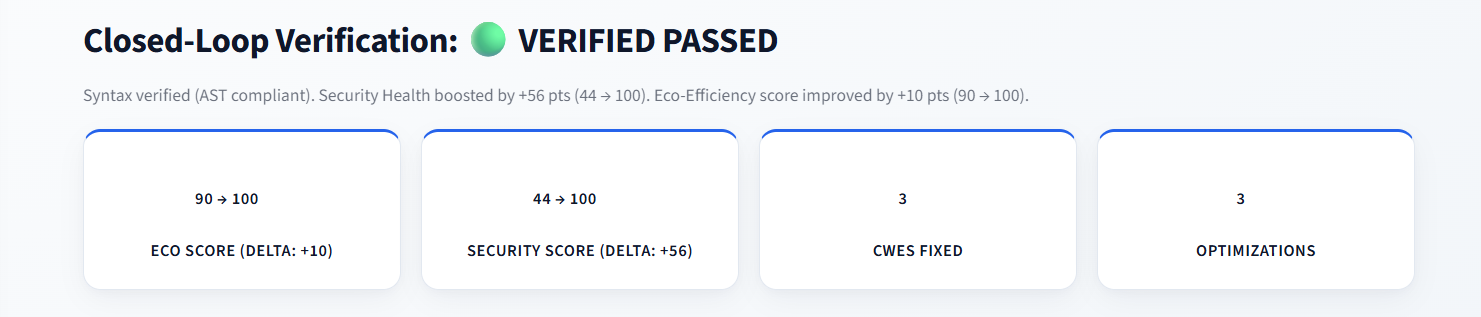 Closed-Loop Verification: 🟢 VERIFIED PASSED
Syntax verified (AST compliant). Security Health boosted by +56 pts (44 → 100). Eco-Efficiency score improved by +10 pts (90 → 100).
90 → 100
ECO SCORE (DELTA: +10)
44 → 100
SECURITY SCORE (DELTA: +56)
3
CWES FIXED
3
OPTIMIZATIONS